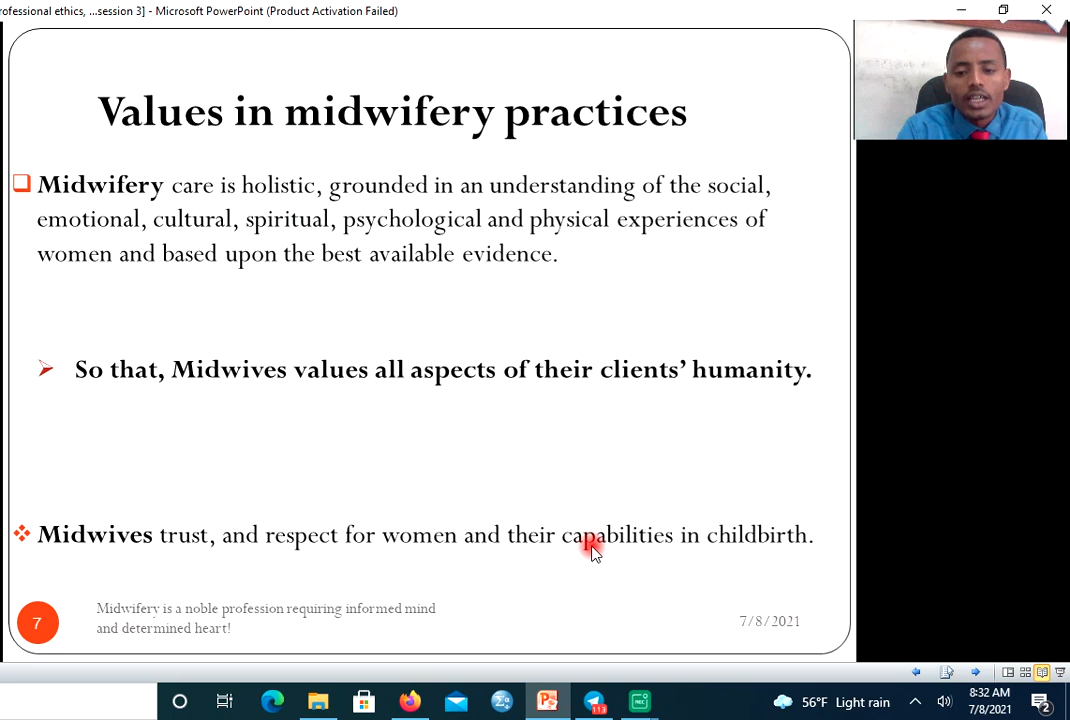 rofessional ethics, ...session 3] - Microsoft PowerPoint (Product Activation Failed)
Values in midwifery practices
Midwifery care is holistic, grounded in an understanding of the social,
emotional, cultural, spiritual, psychological and physical experiences of
women and based upon the best available evidence.
So that, Midwives values all aspects of their clients’ humanity.
Midwives trust, and respect for women and their capabilities in childbirth.
7
Midwifery is a noble profession requiring informed mind
and determined heart!
7/8/2021
113
REC
56°F Light rain
8:32 AM
7/8/2021
2